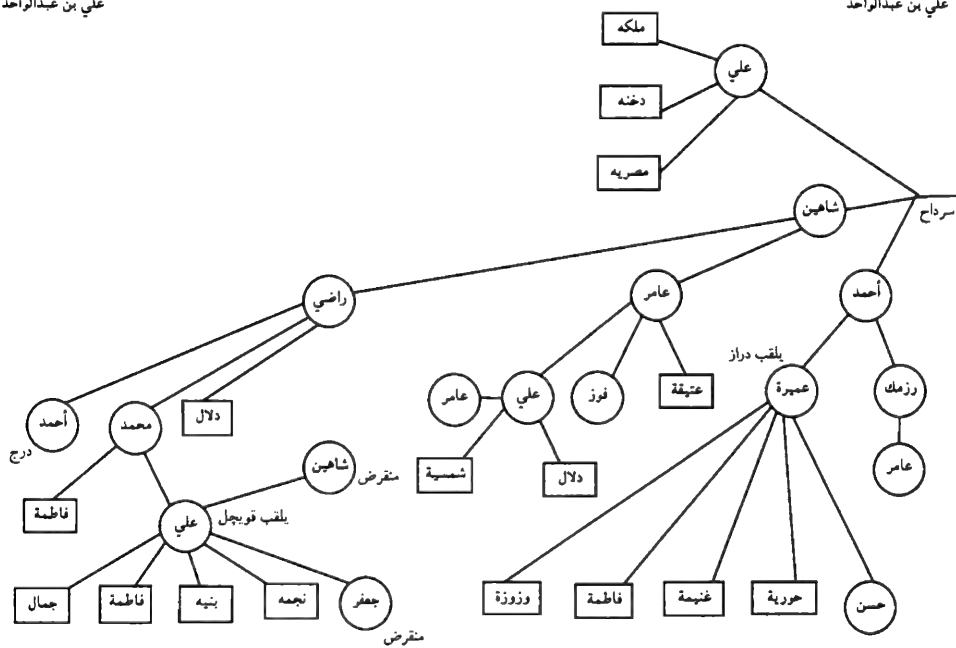 علي بن عبدالواحد
علي بن عبدالواحد
ملكه
علي
دخنه
مصريه
شاهين
سرداح
راضي
عامر
أحمد
يلقب دراز
أحمد
درج
محمد
دلال
عامر
علي
فوز
عتيقة
عميرة
رزمك
شاهين
منقرض
شمسية
دلال
عامر
فاطمة
علي
يلقب قويچل
جمال
فاطمة
بنيه
نجمه
جعفر
منقرض
وزوزة
فاطمة
غنيمة
حورية
حسن